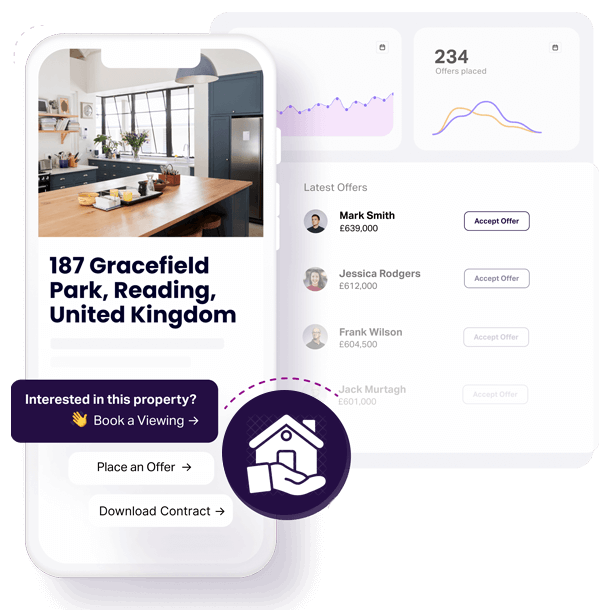 187 Gracefield
Park, Reading,
United Kingdom
Interested in this property?
👋 Book a Viewing →
Place an Offer →
Download Contract →
234
Offers placed
Latest Offers
Mark Smith
£639,000
Accept Offer
Jessica Rodgers
£612,000
Accept Offer
Frank Wilson
£604,500
Accept Offer
Jack Murtagh
£601,000
Accept Offer